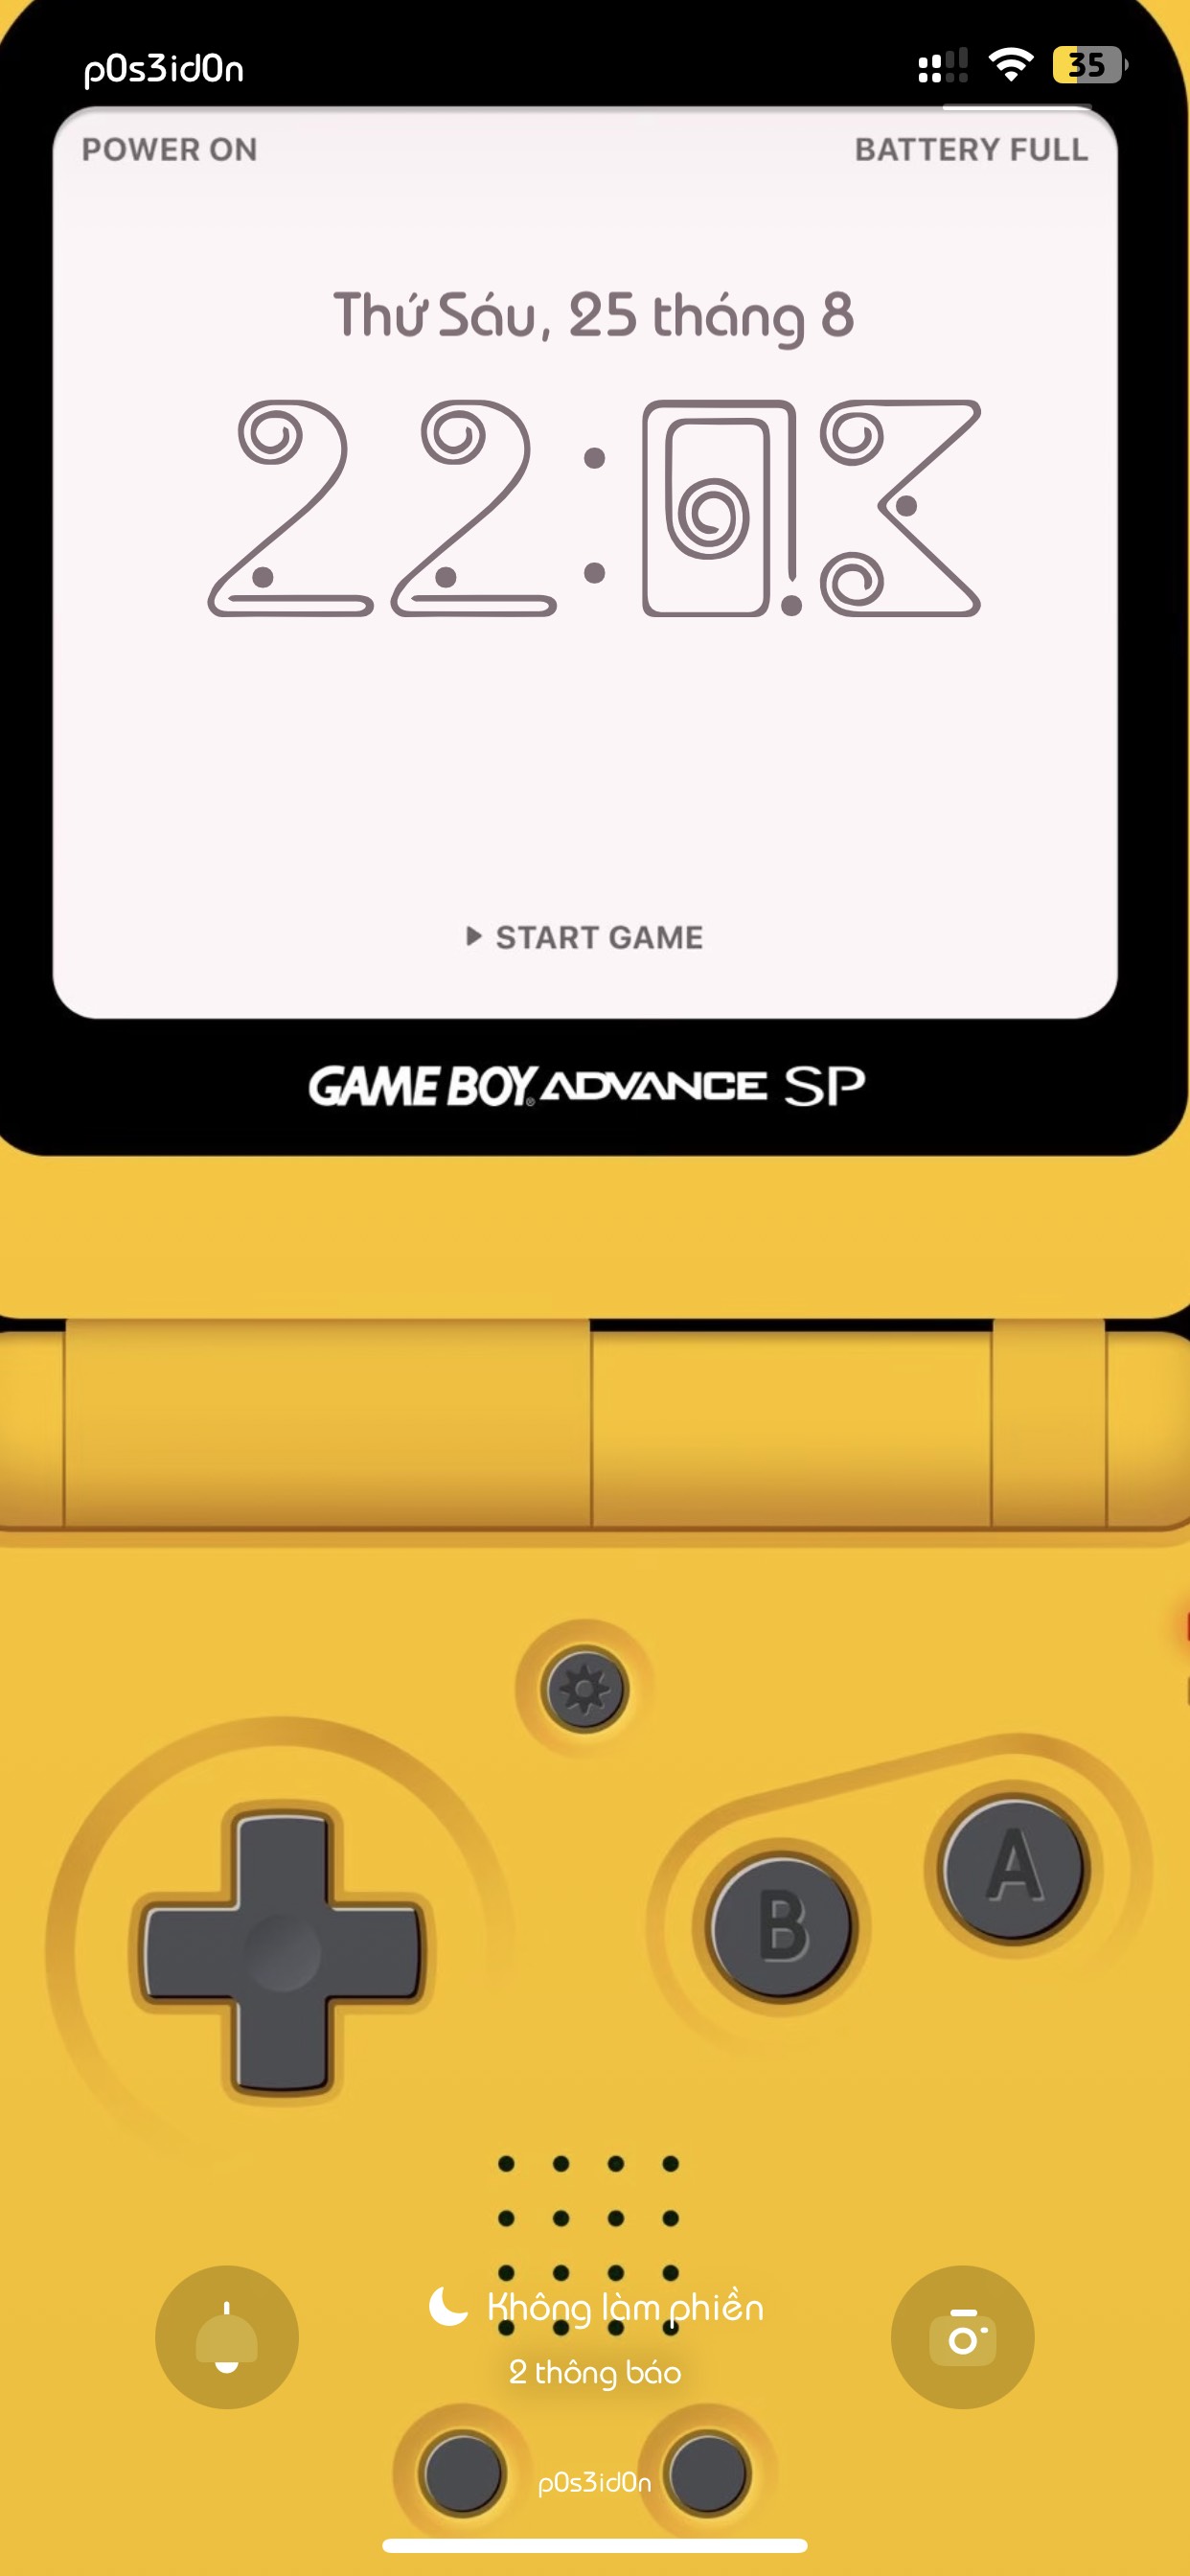 p0s3id0n
35
POWER ON
BATTERY FULL
Thứ Sáu, 25 tháng 8
22:03
START GAME
GAME BOY ADVANCE SP
A
B
Không làm phiền
2 thông báo
p0s3id0n